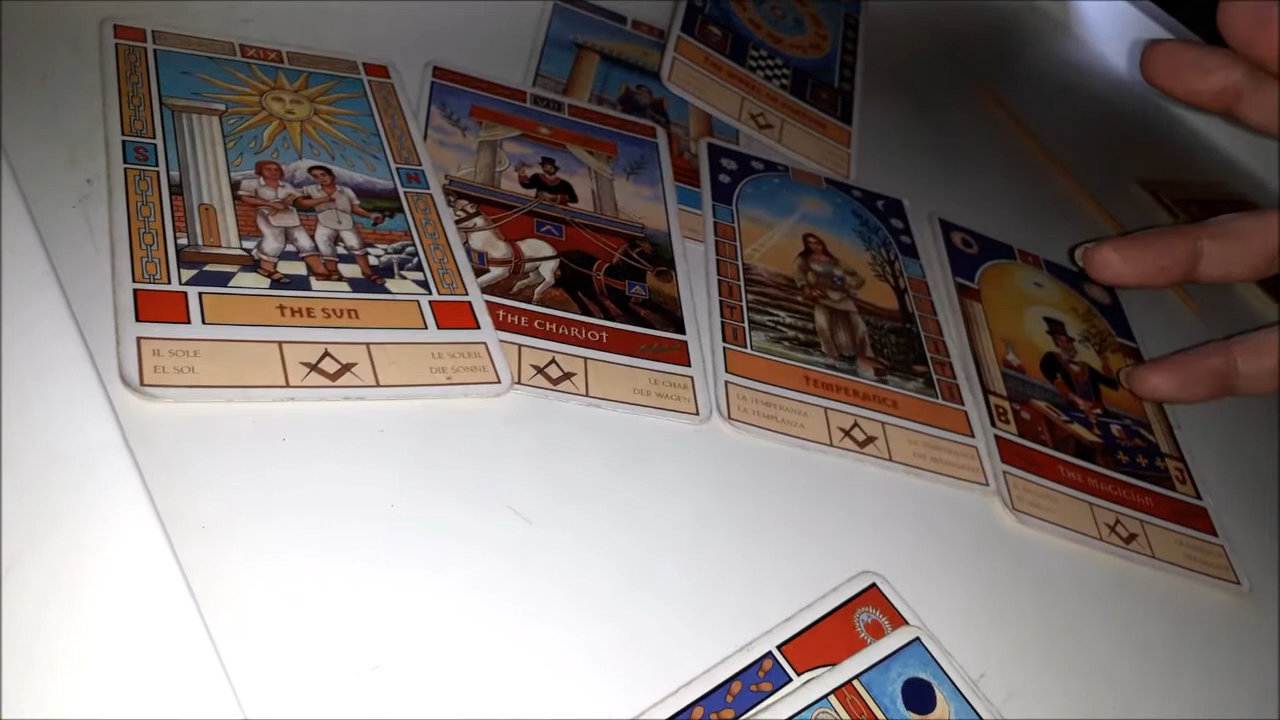 XIX
S
N
THE SUN
IL SOLE
EL SOL
LE SOLEIL
DIE SONNE
VII
THE CHARIOT
LE CHAR
DER WAGEN
THE WHEEL OF FORTUNE
TEMPERANCE
LA TEMPERANZA
LA TEMPLANZA
I
B
J
THE MAGICIAN